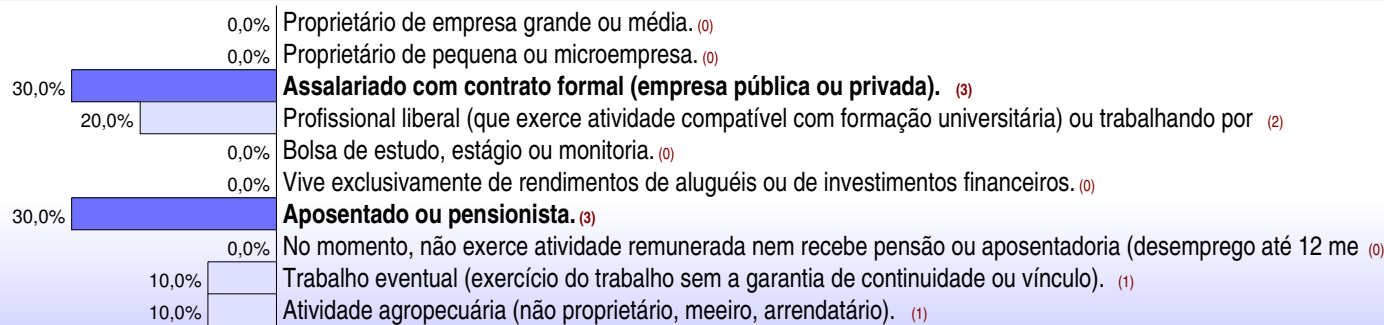 0,0% Proprietário de empresa grande ou média. (0)
0,0% Proprietário de pequena ou microempresa. (0)
30,0% Assalariado com contrato formal (empresa pública ou privada). (3)
20,0% Profissional liberal (que exerce atividade compatível com formação universitária) ou trabalhando por (2)
0,0% Bolsa de estudo, estágio ou monitoria. (0)
0,0% Vive exclusivamente de rendimentos de aluguéis ou de investimentos financeiros. (0)
30,0% Aposentado ou pensionista. (3)
0,0% No momento, não exerce atividade remunerada nem recebe pensão ou aposentadoria (desemprego até 12 me (0)
10,0% Trabalho eventual (exercício do trabalho sem a garantia de continuidade ou vínculo). (1)
10,0% Atividade agropecuária (não proprietário, meeiro, arrendatário). (1)